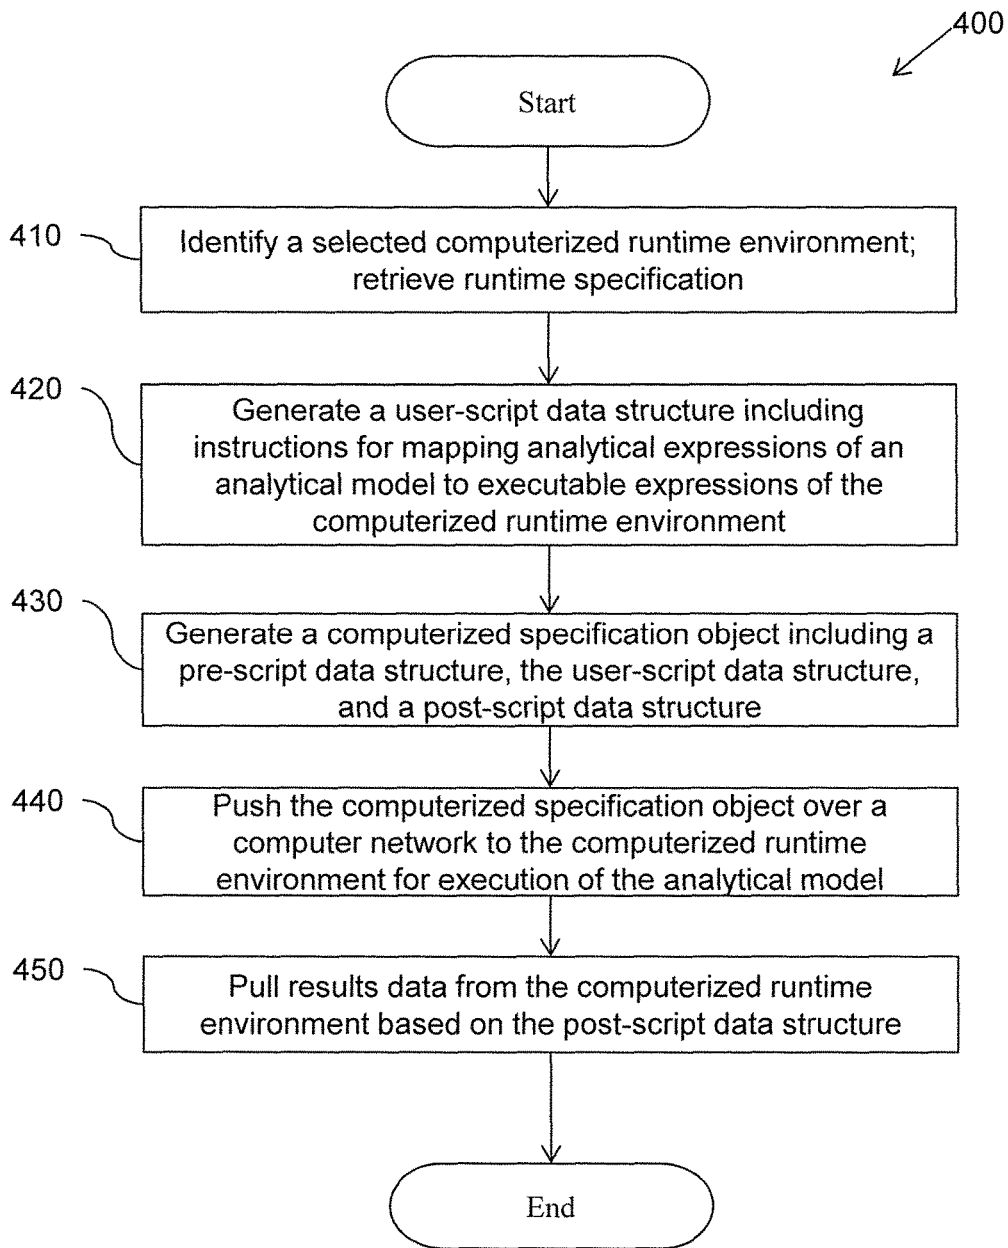 400
Start
410
Identify a selected computerized runtime environment;
retrieve runtime specification
420
Generate a user-script data structure including
instructions for mapping analytical expressions of an
analytical model to executable expressions of the
computerized runtime environment
430
Generate a computerized specification object including a
pre-script data structure, the user-script data structure,
and a post-script data structure
440
Push the computerized specification object over a
computer network to the computerized runtime
environment for execution of the analytical model
450
Pull results data from the computerized runtime
environment based on the post-script data structure
End